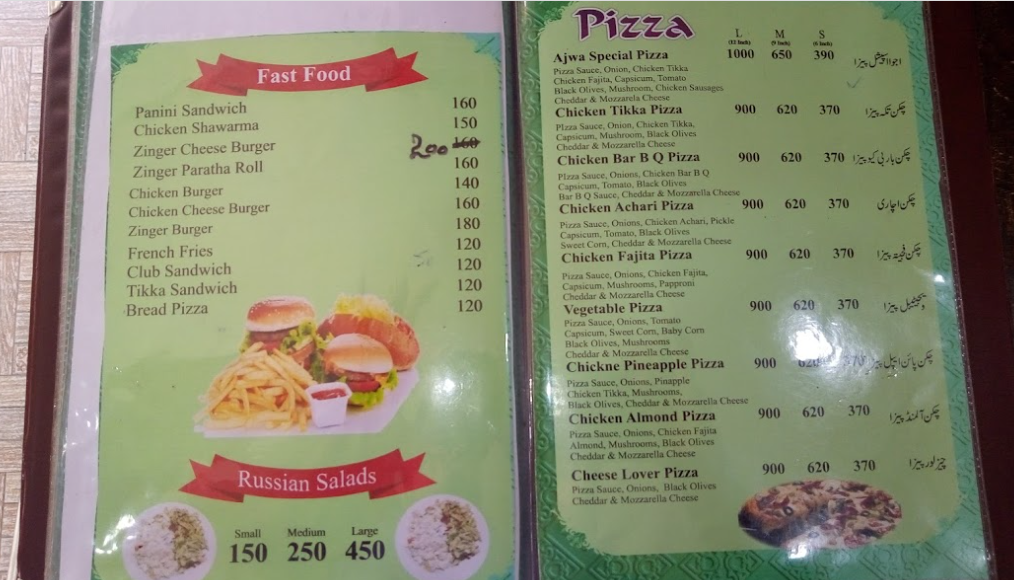 Fast Food
Panini Sandwich 160
Chicken Shawarma 150
Zinger Cheese Burger 200 160
Zinger Paratha Roll 160
Chicken Burger 140
Chicken Cheese Burger 160
Zinger Burger 180
French Fries 120
Club Sandwich 120
Tikka Sandwich 120
Bread Pizza 120
Russian Salads
Small Medium Large
150 250 450
Pizza
L M S
(12 Inch) (9 Inch) (6 Inch)
Ajwa Special Pizza 1000 650 390 اجوا اسپیشل پیزا
Pizza Sauce, Onion, Chicken Tikka
Chicken Fajita, Capsicum, Tomato
Black Olives, Mushroom, Chicken Sausages
Cheddar & Mozzarela Cheese
Chicken Tikka Pizza 900 620 370 چکن تکہ پیزا
PIzza Sauce, Onion, Chicken Tikka,
Capsicum, Mushroom, Black Olives
Cheddar & Mozzarella Cheese
Chicken Bar B Q Pizza 900 620 370 چکن بار بی کیو پیزا
PIzza Sauce, Onions, Chicken Bar B Q
Capsicum, Tomato, Black Olives
Bar B Q Sauce, Cheddar & Mozzarella Cheese
Chicken Achari Pizza 900 620 370 چکن اچاری
Pizza Sauce, Onions, Chicken Achari, Pickle
Capsicum, Tomato, Black Olives
Sweet Corn, Cheddar & Mozzarella Cheese
Chicken Fajita Pizza 900 620 370 چکن فجیتہ پیزا
Pizza Sauce, Onions, Chicken Fajita,
Capsicum, Mushrooms, Papproni
Cheddar & Mozzarella Cheese
Vegetable Pizza 900 620 370 ویجیٹیبل پیزا
Pizza Sauce, Onions, Tomato
Capsicum, Sweet Corn, Baby Corn
Black Olives, Mushrooms
Cheddar & Mozzarella Cheese
Chickne Pineapple Pizza 900 620 370 چکن پائن ایپل پیزا
Pizza Sauce, Onions, Pinapple
Chicken Tikka, Mushrooms,
Black Olives, Cheddar & Mozzarella Cheese
Chicken Almond Pizza 900 620 370 چکن آلمنڈ پیزا
Pizza Sauce, Onions, Chicken Fajita
Almond, Mushrooms, Black Olives
Cheddar & Mozzarella Cheese
Cheese Lover Pizza 900 620 370 چیز لور پیزا
Pizza Sauce, Onions, Black Olives
Cheddar & Mozzarella Cheese